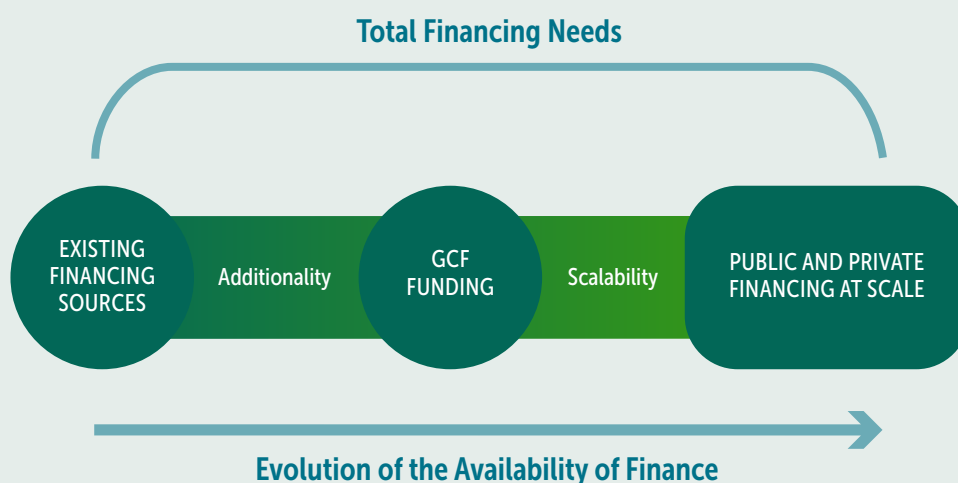 Total Financing Needs
EXISTING
FINANCING
SOURCES
Additionality
GCF
FUNDING
Scalability
PUBLIC AND PRIVATE
FINANCING AT SCALE
Evolution of the Availability of Finance